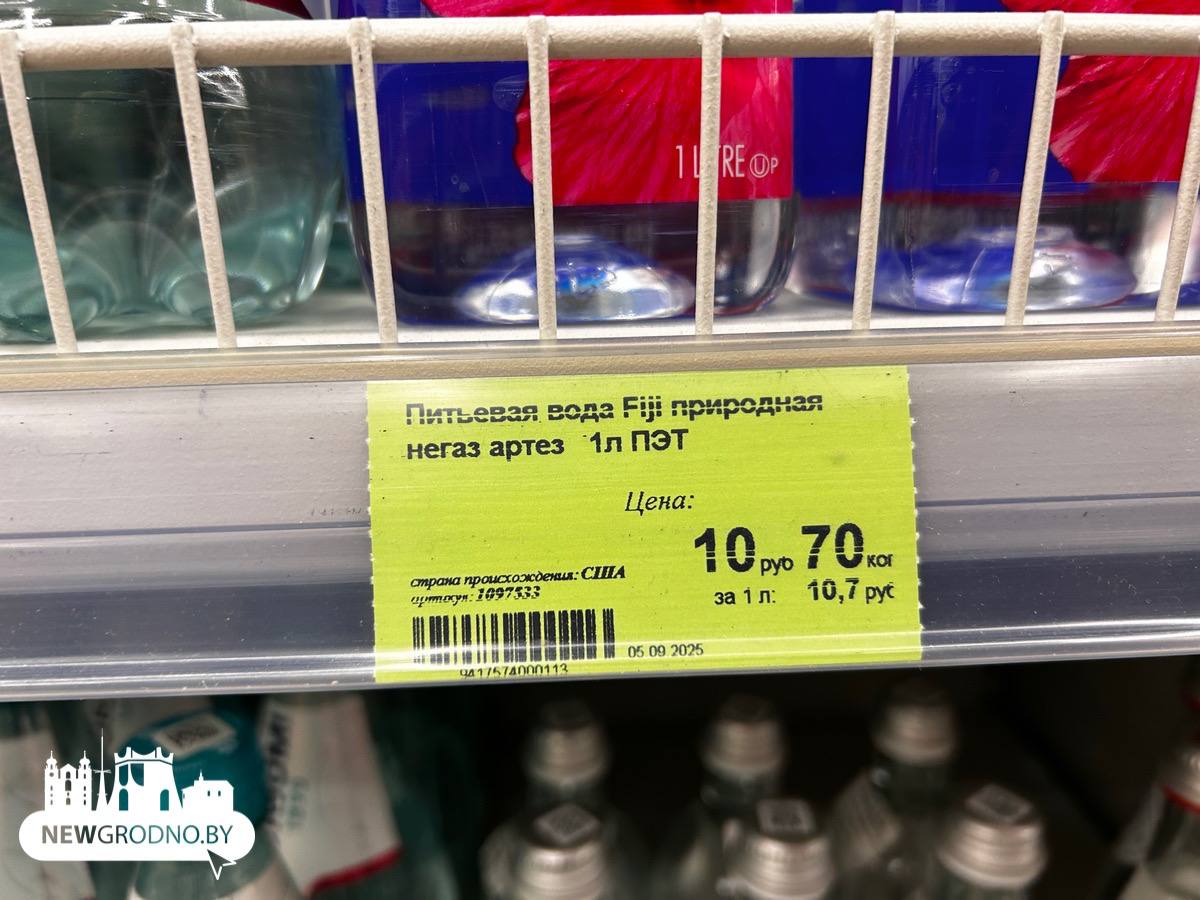 1 LITRE UP
Питьевая вода Fiji природная
негаз артез 1л ПЭТ
Цена:
10 руб 70 коп
страна происхождения: США
артикул: 1097533
за 1 л: 10,7 руб
05 09 2025
9417574000113
NEWGRODNO.BY